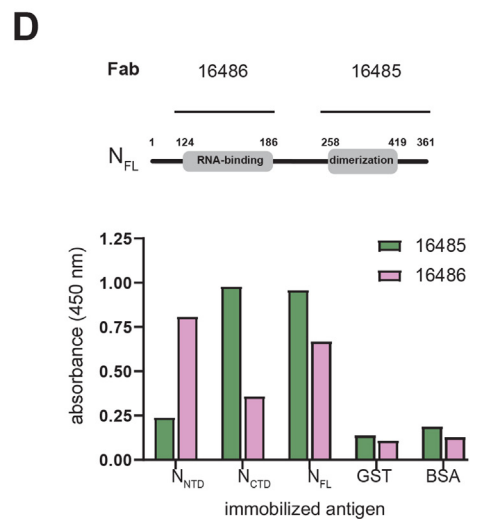 D
Fab 16486 16485
1 124 186 258 419 361
NFL RNA-binding dimerization
1.25
1.00
0.75
0.50
0.25
0.00
absorbance (450 nm)
16485
16486
NNTD NCTD NFL GST BSA
immobilized antigen